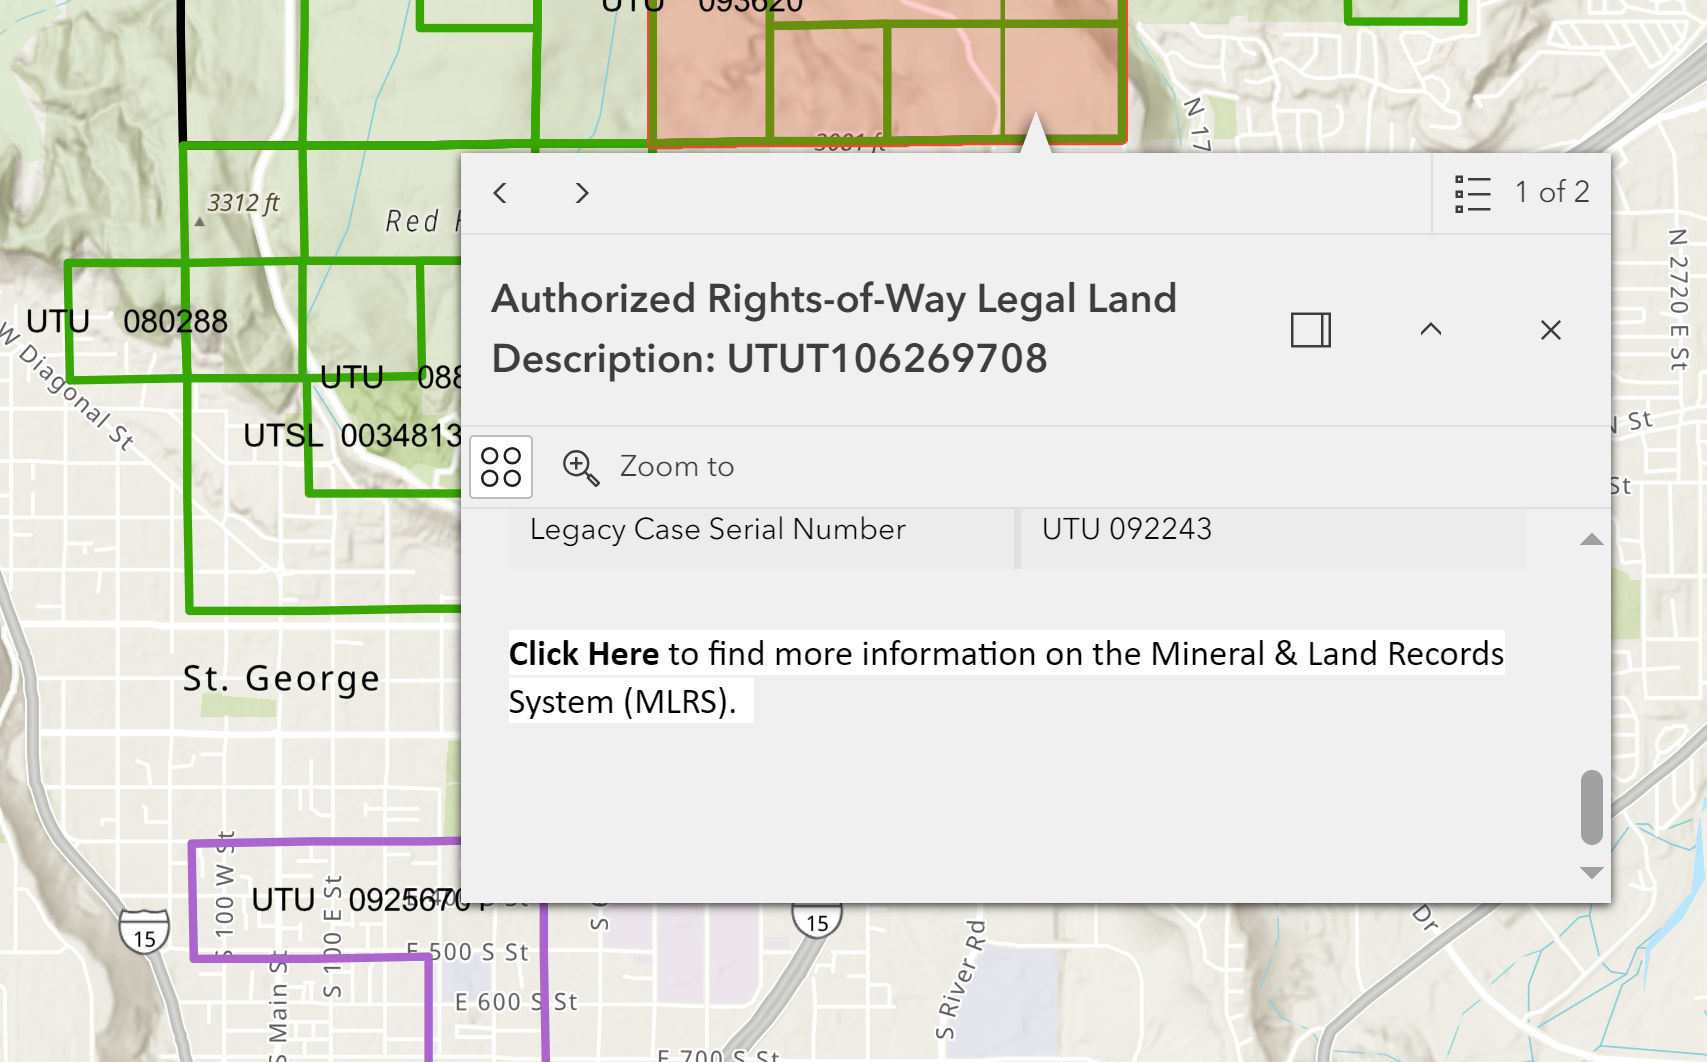 UTU 093620
3081 ft
N 17
1 of 2
3312 ft
Red
N 2720 E St
Authorized Rights-of-Way Legal Land
Description: UTUT106269708
UTU 080288
W Diagonal St
UTU 088
UTSL 0034813
St
St
Zoom to
Legacy Case Serial Number
UTU 092243
Click Here to find more information on the Mineral & Land Records
System (MLRS).
St. George
S 100 W St
UTU 0925670
S 100 E St
15
15
Dr
E 500 S St
S Main St
E 600 S St
S River Rd
E 700 S St